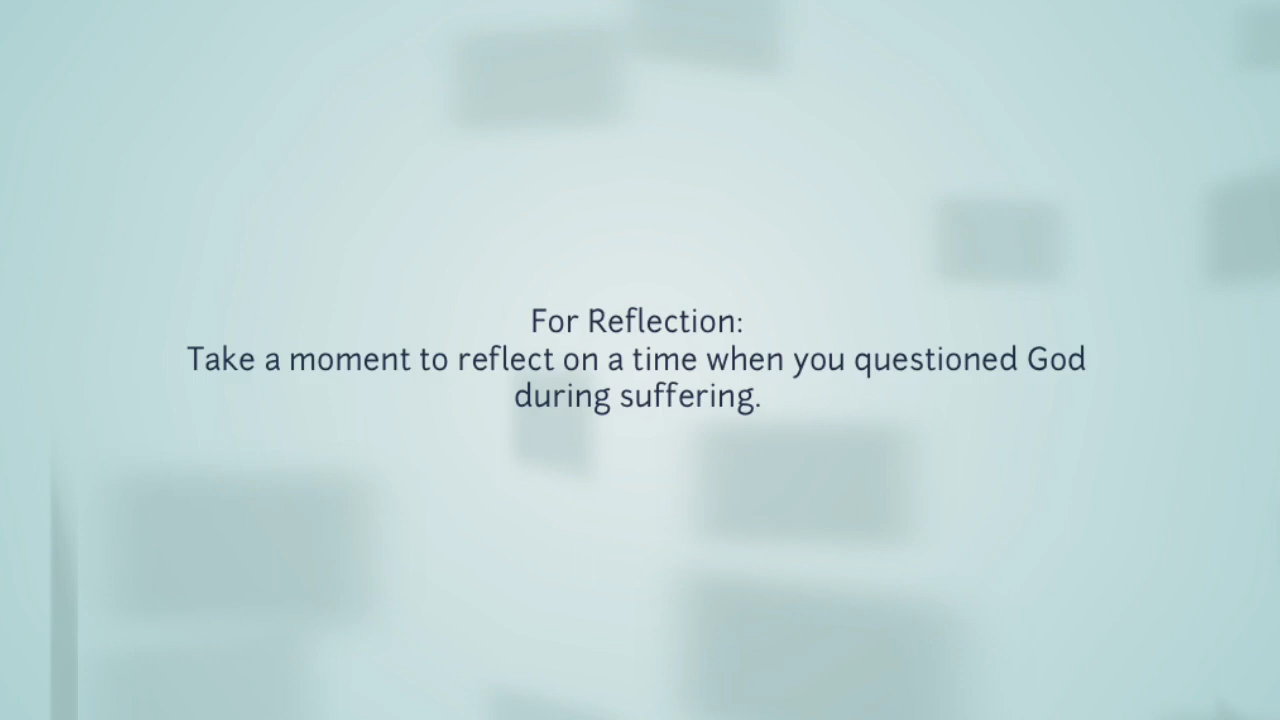 For Reflection:
Take a moment to reflect on a time when you questioned God
during suffering.